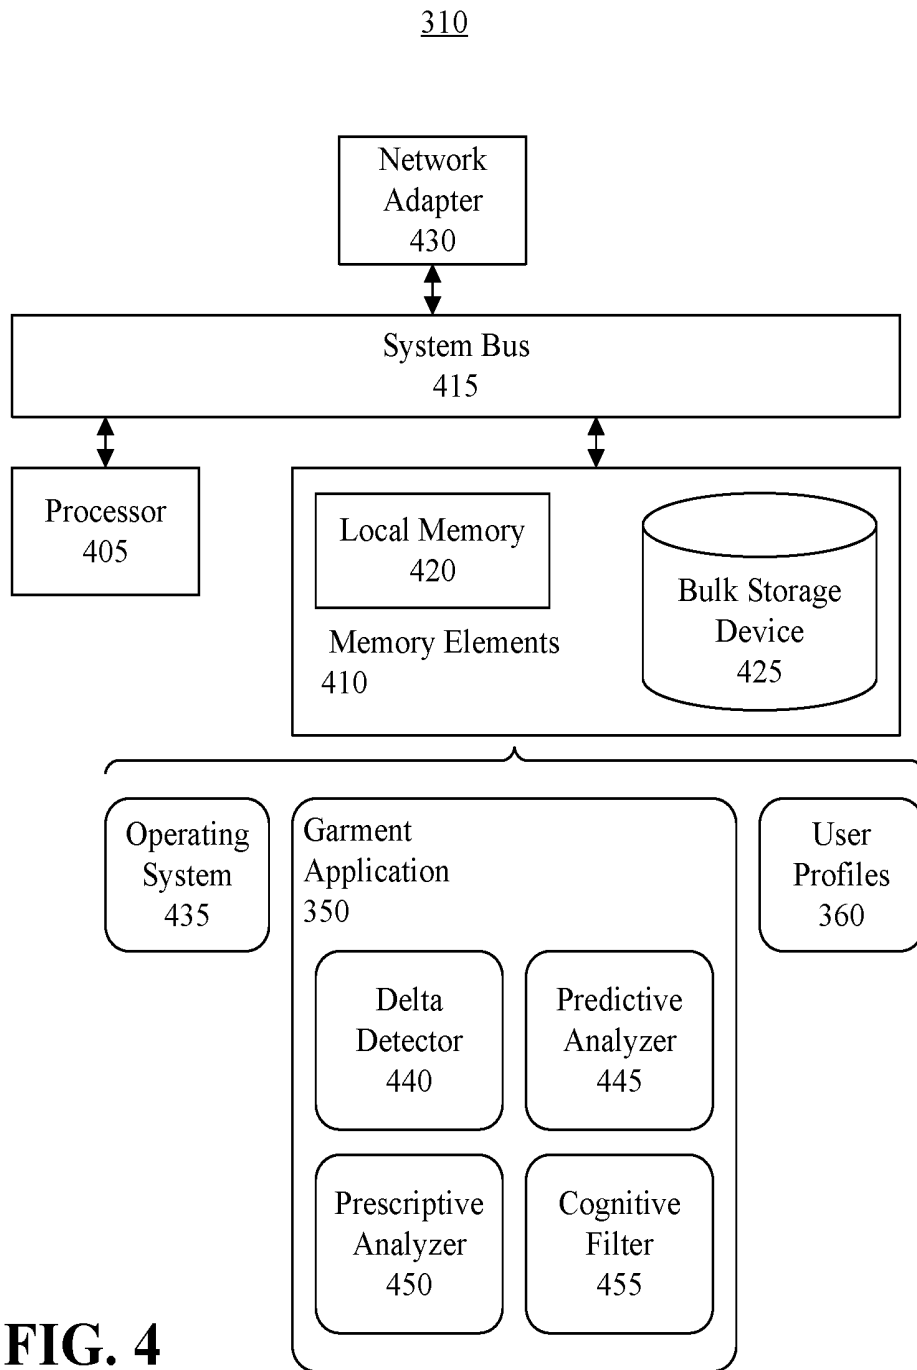 310
Network
Adapter
430
System Bus
415
Processor
405
Local Memory
420
Memory Elements
410
Bulk Storage
Device
425
Operating
System
435
Garment
Application
350
User
Profiles
360
Delta
Detector
440
Predictive
Analyzer
445
Prescriptive
Analyzer
450
Cognitive
Filter
455
FIG. 4